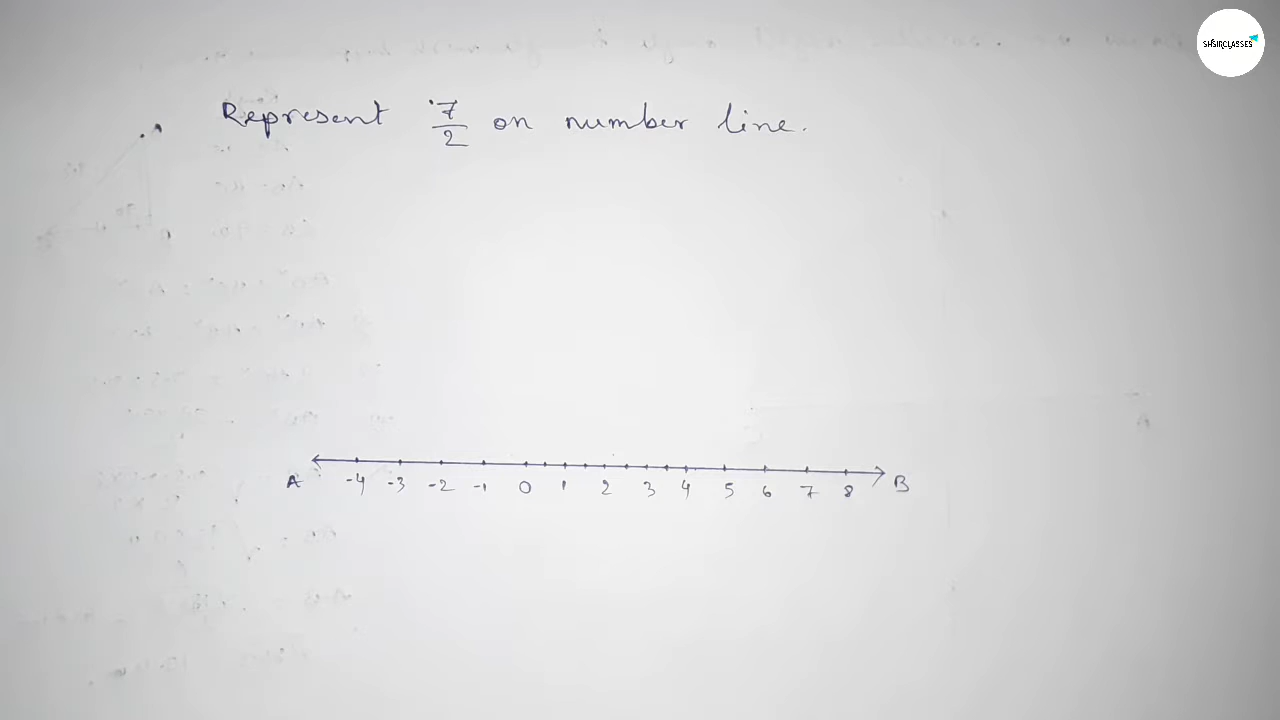 SHSIRCLASSES
Represent 7/2 on number line.
A -4 -3 -2 -1 0 1 2 3 4 5 6 7 8 B